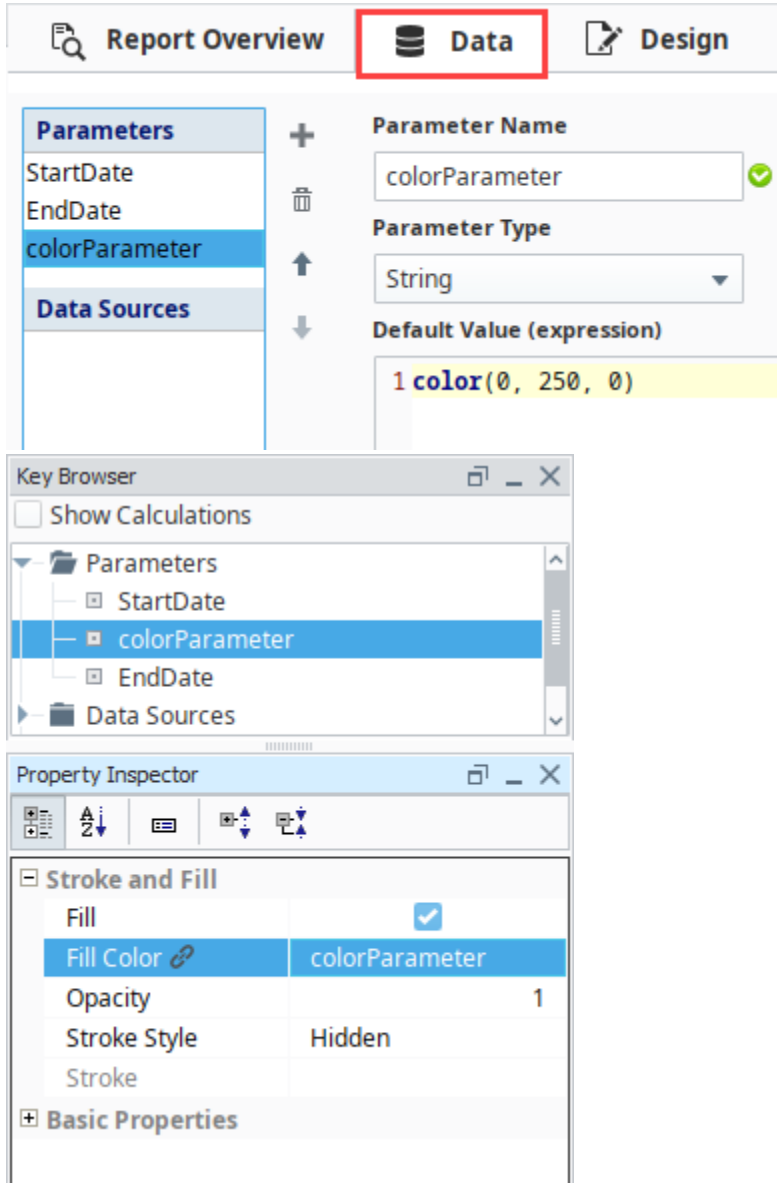 Report Overview Data Design
Parameters
StartDate
EndDate
colorParameter
Data Sources
Parameter Name
colorParameter
Parameter Type
String
Default Value (expression)
1 color(0, 250, 0)
Key Browser
Show Calculations
Parameters
StartDate
colorParameter
EndDate
Data Sources
Property Inspector
A
Z
Stroke and Fill
Fill
Fill Color colorParameter
Opacity 1
Stroke Style Hidden
Stroke
Basic Properties